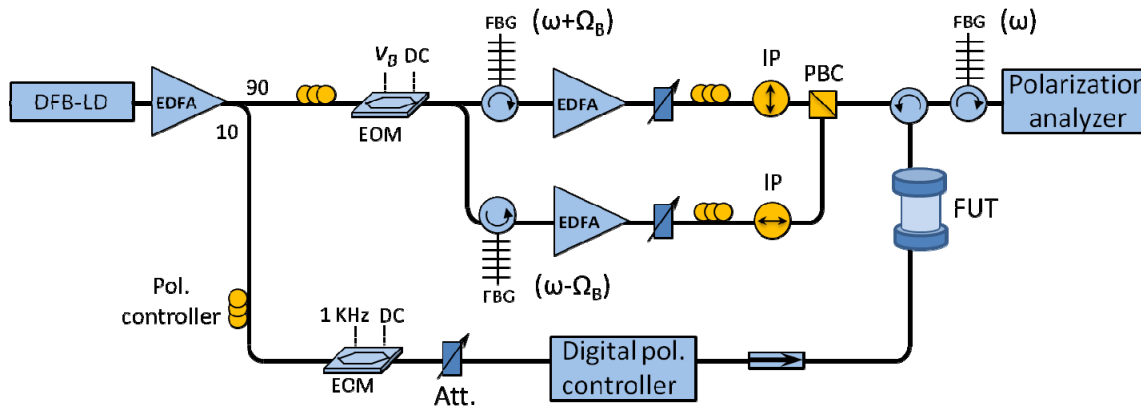 FBG (ω+Ω_B)
FBG (ω)
V_B DC
IP
PBC
DFB-LD
EDFA
90
10
EOM
EDFA
Polarization
analyzer
IP
EDFA
FUT
FBG
(ω-Ω_B)
Pol.
controller
1 KHz DC
EOM
Att.
Digital pol.
controller